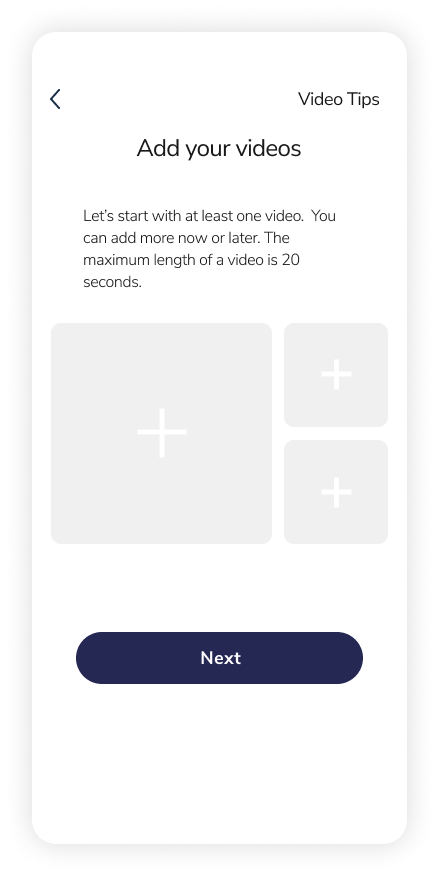 Video Tips
Add your videos
Let's start with at least one video.  You
can add more now or later. The
maximum length of a video is 20
seconds.
Next